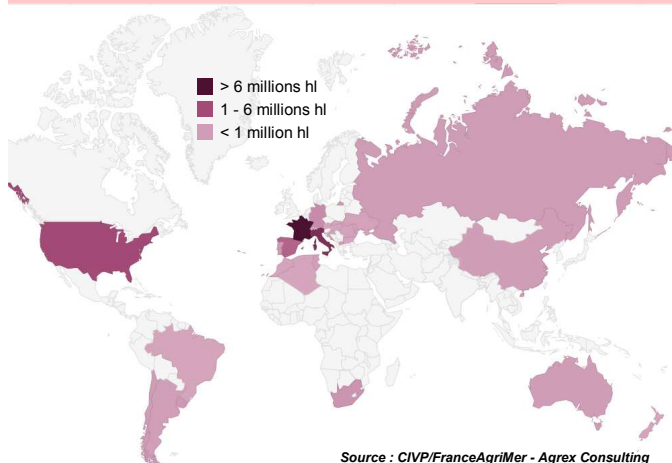 > 6 millions hl
1 - 6 millions hl
< 1 million hl
Source : CIVP/FranceAgriMer - Agrex Consulting